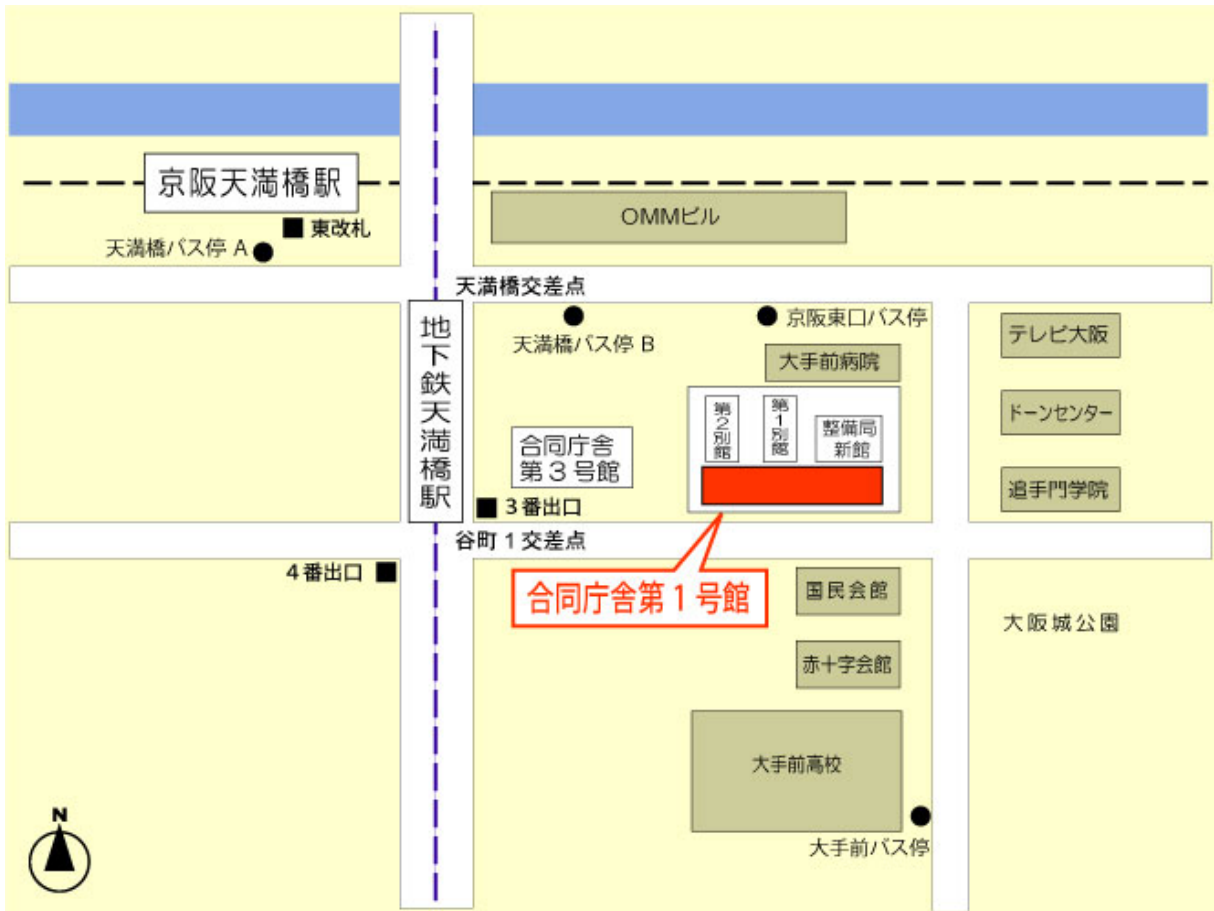 京阪天満橋駅
東改札
天満橋バス停 A
OMMビル
天満橋交差点
地下鉄天満橋駅
天満橋バス停 B
京阪東口バス停
大手前病院
テレビ大阪
ドーンセンター
追手門学院
第2別館
第1別館
整備局
新館
合同庁舎
第3号館
3番出口
谷町1交差点
4番出口
合同庁舎第1号館
国民会館
赤十字会館
大阪城公園
大手前高校
大手前バス停
N